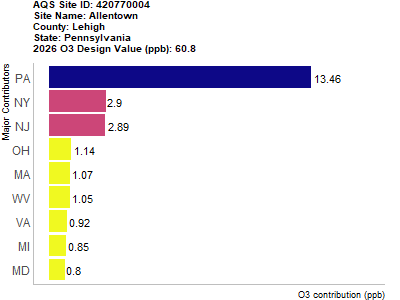 AQS Site ID: 420770004
Site Name: Allentown
County: Lehigh
State: Pennsylvania
2026 O3 Design Value (ppb): 60.8
Major Contributors
PA 13.46
NY 2.9
NJ 2.89
OH 1.14
MA 1.07
WV 1.05
VA 0.92
MI 0.85
MD 0.8
O3 contribution (ppb)